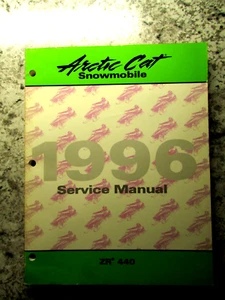 Arctic Cat®
Snowmobile
1996
Service Manual
ZR® 440